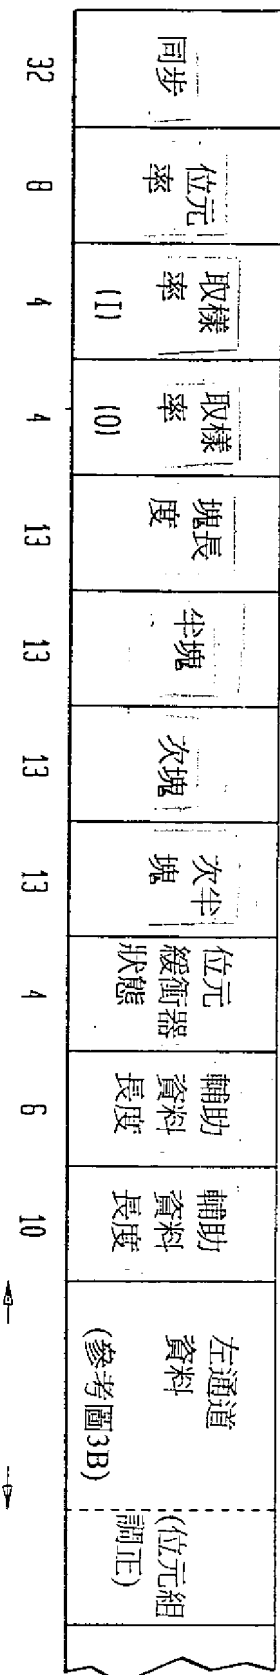 同步
位元
率
取樣
率
(I)
取樣
率
(0)
塊長
度
半塊
次塊
次半
塊
位元
緩衝器
狀態
輔助
資料
長度
輔助
資料
長度
左通道
資料
(參考圖3B)
(位元組
調正)
32
8
4
4
13
13
13
13
4
6
10